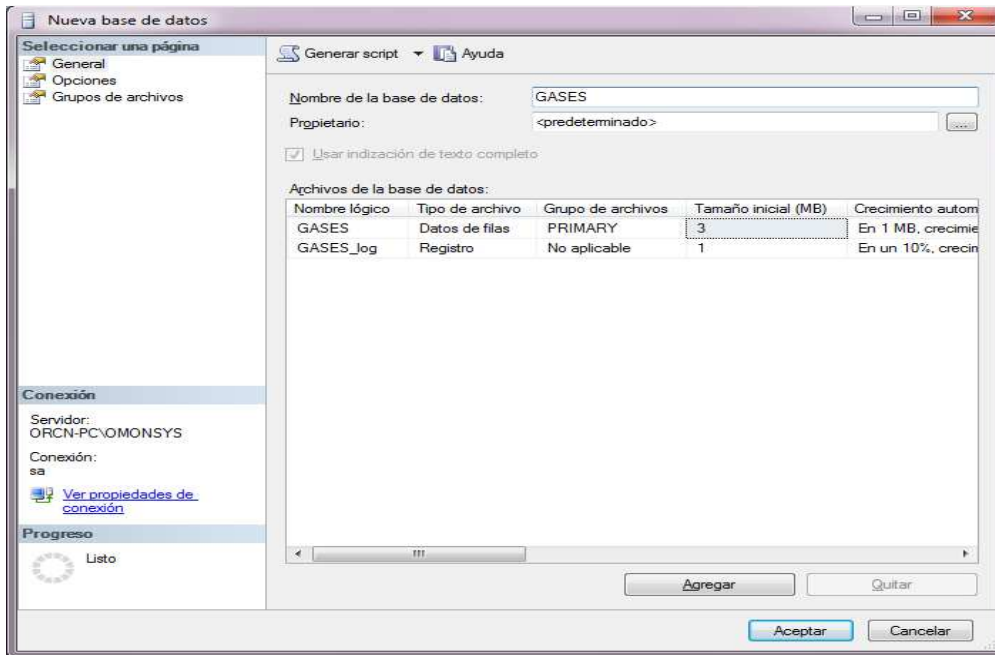 Nueva base de datos
Seleccionar una página
General
Opciones
Grupos de archivos
Generar script
Ayuda
Nombre de la base de datos:
GASES
Propietario:
<predeterminado>
...
Usar indización de texto completo
Archivos de la base de datos:
Nombre lógico Tipo de archivo Grupo de archivos Tamaño inicial (MB) Crecimiento autom
GASES Datos de filas PRIMARY 3 En 1 MB, crecimie
GASES_log Registro No aplicable 1 En un 10%, crecin
Conexión
Servidor:
ORCN-PC\OMONSYS
Conexión:
sa
Ver propiedades de
conexión
Progreso
Listo
Agregar
Quitar
Aceptar
Cancelar